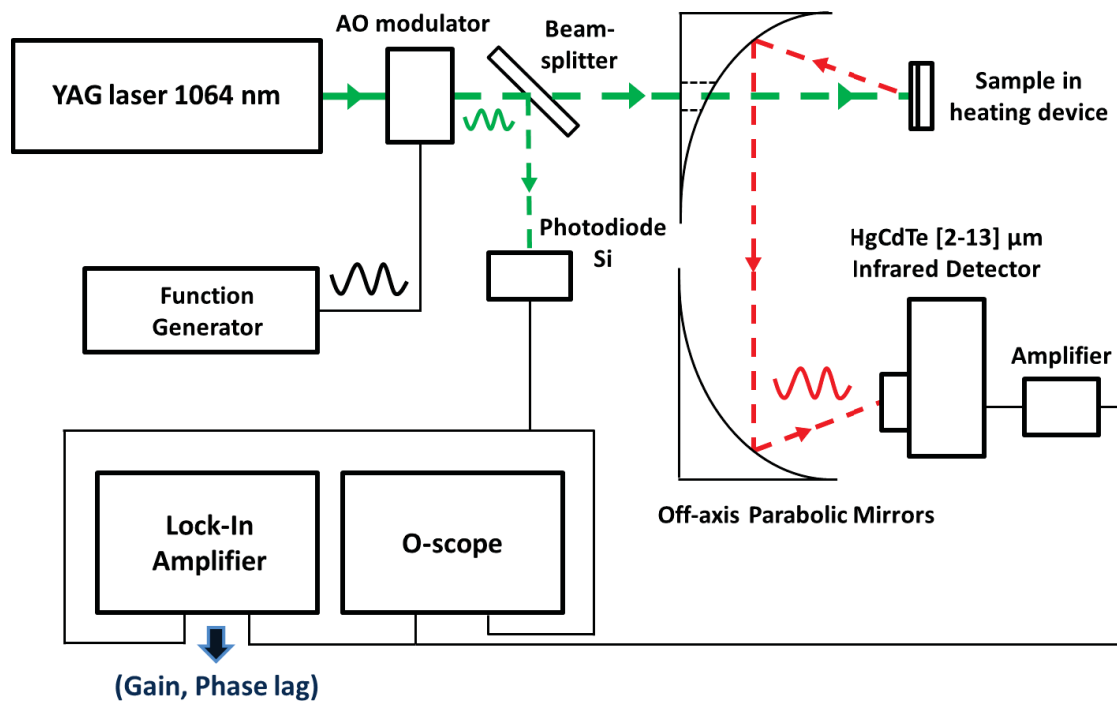 AO modulator
YAG laser 1064 nm
Beam-
splitter
Sample in
heating device
Photodiode
Si
HgCdTe [2-13] µm
Infrared Detector
Function
Generator
Amplifier
Lock-In
Amplifier
O-scope
Off-axis Parabolic Mirrors
(Gain, Phase lag)